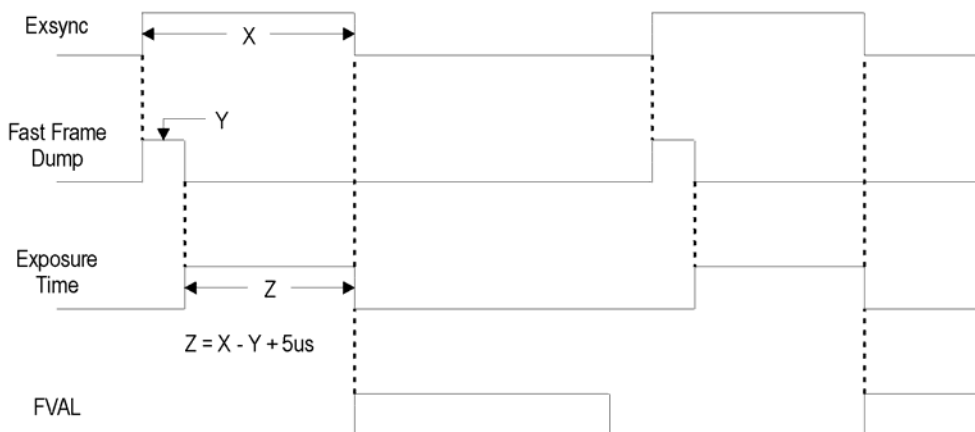 Exsync
X
Y
Fast Frame
Dump
Exposure
Time
Z
Z = X - Y + 5us
FVAL